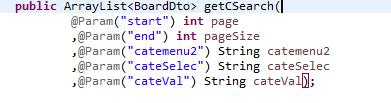 public ArrayList<BoardDto> getCSearch(
@Param("start") int page
,@Param("end") int pageSize
,@Param("catemenu2") String catemenu2
,@Param("cateSelec") String cateSelec
,@Param("cateVal") String cateVal);